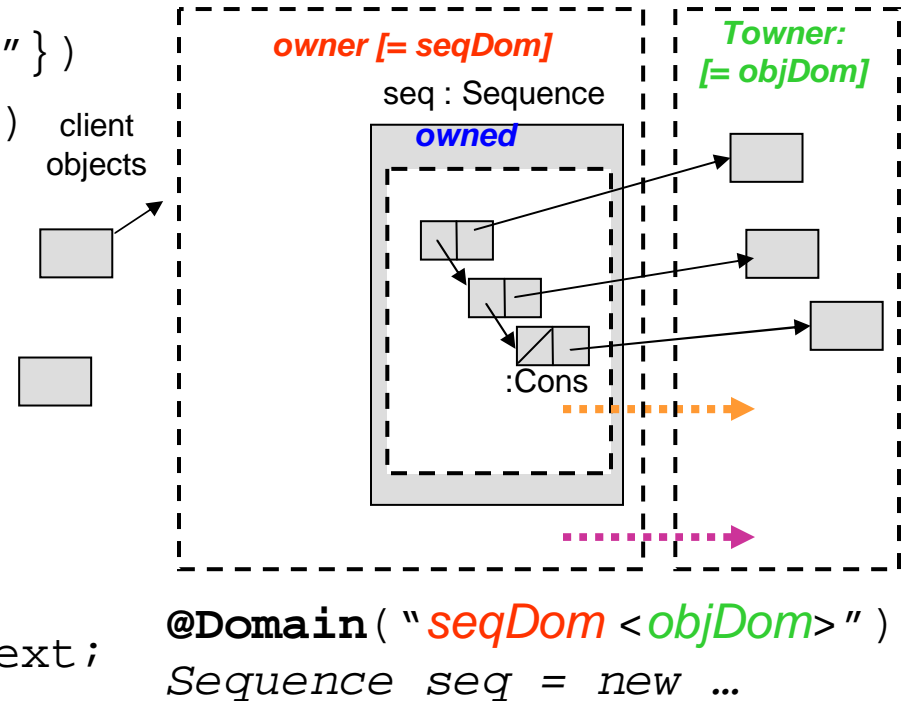 "})
)
client
objects
owner [= seqDom]
seq : Sequence
owned
:Cons
Towner:
[= objDom]
ext;
@Domain("seqDom <objDom>")
Sequence seq = new …